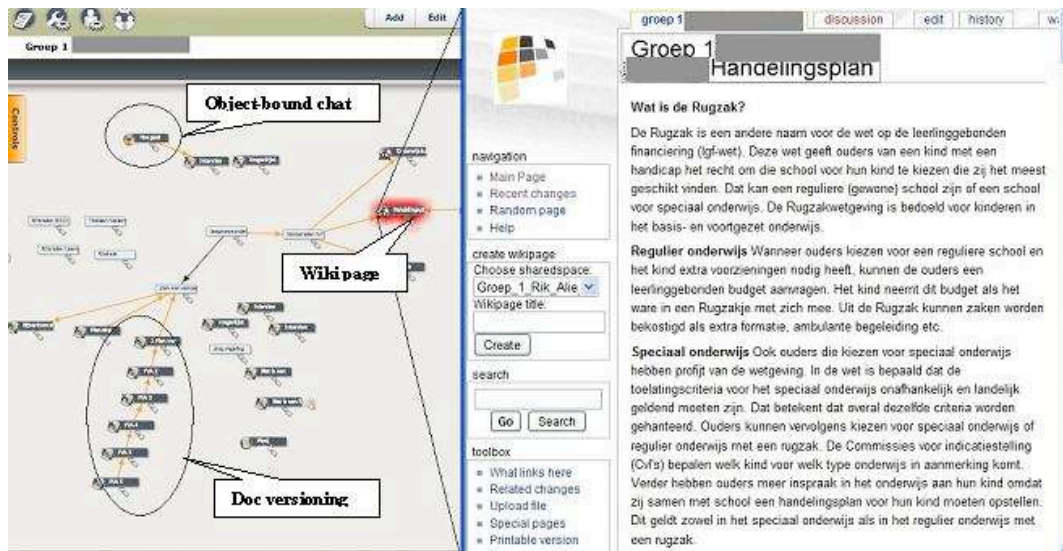 Add Edit
Groep 1
Controls
Object-bound chat
Wikipage
Doc versioning
navigation
Main Page
Recent changes
Random page
Help
create wikipage
Choose sharedspace:
Groep_1_Rik_Alie
Wikipage title:
Create
search
Go Search
toolbox
What links here
Related changes
Upload file
Special pages
Printable version
groep 1 discussion edit history
Groep 1
Handelingsplan
Wat is de Rugzak?
De Rugzak is een andere naam voor de wet op de leerlinggebonden
financiering (lgf-wet). Deze wet geeft ouders van een kind met een
handicap het recht om die school voor hun kind te kiezen die zij het meest
geschikt vinden. Dat kan een reguliere (gewone) school zijn of een school
voor speciaal onderwijs. De Rugzakwetgeving is bedoeld voor kinderen in
het basis- en voortgezet onderwijs.
Regulier onderwijs Wanneer ouders kiezen voor een reguliere school en
het kind extra voorzieningen nodig heeft, kunnen de ouders een
leerlinggebonden budget aanvragen. Het kind neemt dit budget als het
ware in een Rugzakje met zich mee. Uit de Rugzak kunnen zaken worden
bekostigd als extra formatie, ambulante begeleiding etc.
Speciaal onderwijs Ook ouders die kiezen voor speciaal onderwijs
hebben profijt van de wetgeving. In de wet is bepaald dat de
toelatingscriteria voor het speciaal onderwijs onafhankelijk en landelijk
geldend moeten zijn. Dat betekent dat overal dezelfde criteria worden
gehanteerd. Ouders kunnen vervolgens kiezen voor speciaal onderwijs of
regulier onderwijs met een rugzak. De Commissies voor indicatiestelling
(CvI's) bepalen welk kind voor welk type onderwijs in aanmerking komt.
Verder hebben ouders meer inspraak in het onderwijs aan hun kind omdat
zij samen met school een handelingsplan voor hun kind moeten opstellen.
Dit geldt zowel in het speciaal onderwijs als in het regulier onderwijs met
een rugzak.